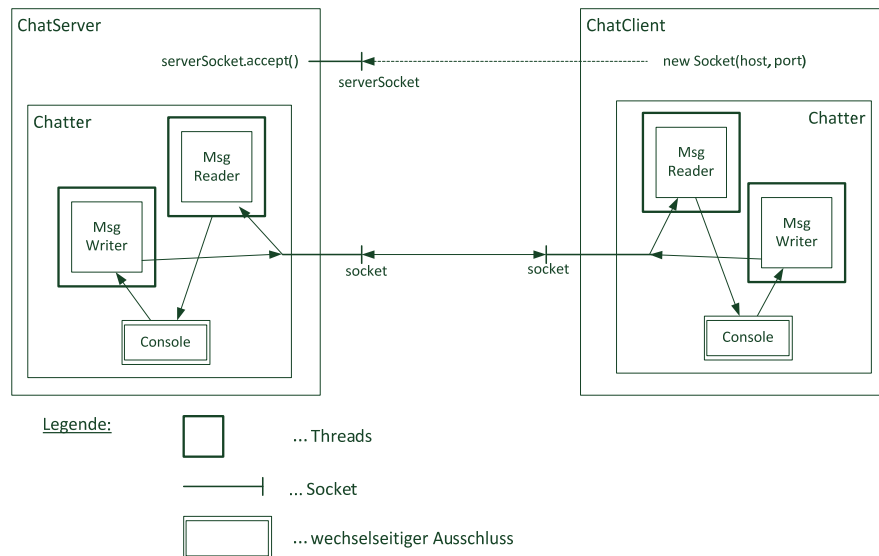 ChatServer
serverSocket.accept()
serverSocket
Chatter
Msg
Reader
Msg
Writer
Console
socket
ChatClient
new Socket(host, port)
Chatter
Msg
Reader
Msg
Writer
Console
socket
Legende:
... Threads
... Socket
... wechselseitiger Ausschluss